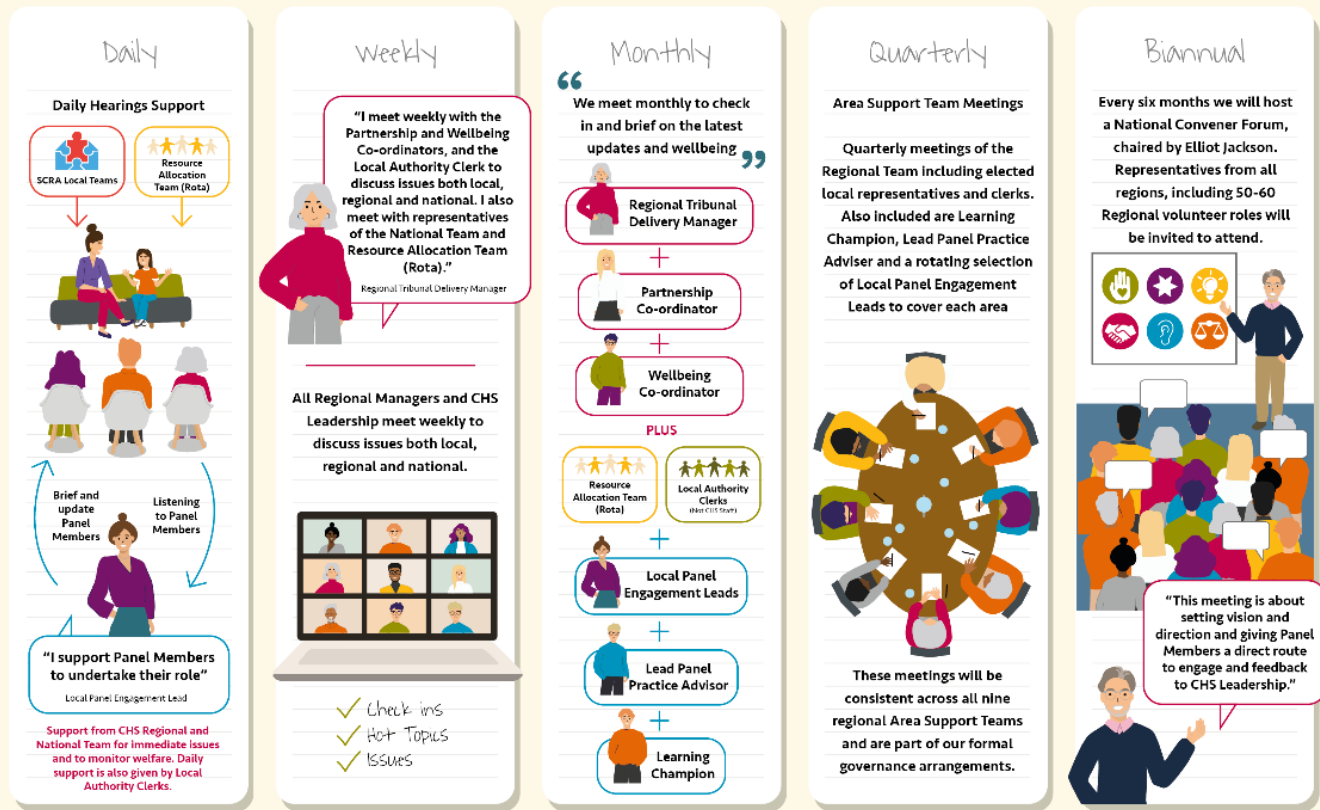 Daily
Daily Hearings Support
SCRA Local Teams
Resource
Allocation
Team (Rota)
Brief and
update
Panel
Members
Listening
to Panel
Members
“I support Panel Members
to undertake their role”
Local Panel Engagement Lead
Support from CHS Regional and
National Team for immediate issues
and to monitor welfare. Daily
support is also given by Local
Authority Clerks.
Weekly
“I meet weekly with the
Partnership and Wellbeing
Co-ordinators, and the
Local Authority Clerk to
discuss issues both local,
regional and national. I also
meet with representatives
of the National Team and
Resource Allocation Team
(Rota).”
Regional Tribunal Delivery Manager
All Regional Managers and CHS
Leadership meet weekly to
discuss issues both local,
regional and national.
Check ins
Hot Topics
Issues
Monthly
“We meet monthly to check
in and brief on the latest
updates and wellbeing”
Regional Tribunal
Delivery Manager
+
Partnership
Co-ordinator
+
Wellbeing
Co-ordinator
PLUS
Resource
Allocation Team
(Rota)
Local Authority
Clerks
(Not CHS Staff)
+
Local Panel
Engagement Leads
+
Lead Panel
Practice Advisor
+
Learning
Champion
Quarterly
Area Support Team Meetings
Quarterly meetings of the
Regional Team including elected
local representatives and clerks.
Also included are Learning
Champion, Lead Panel Practice
Adviser and a rotating selection
of Local Panel Engagement
Leads to cover each area
These meetings will be
consistent across all nine
regional Area Support Teams
and are part of our formal
governance arrangements.
Biannual
Every six months we will host
a National Convener Forum,
chaired by Elliot Jackson.
Representatives from all
regions, including 50-60
Regional volunteer roles will
be invited to attend.
“This meeting is about
setting vision and
direction and giving Panel
Members a direct route
to engage and feedback
to CHS Leadership.”